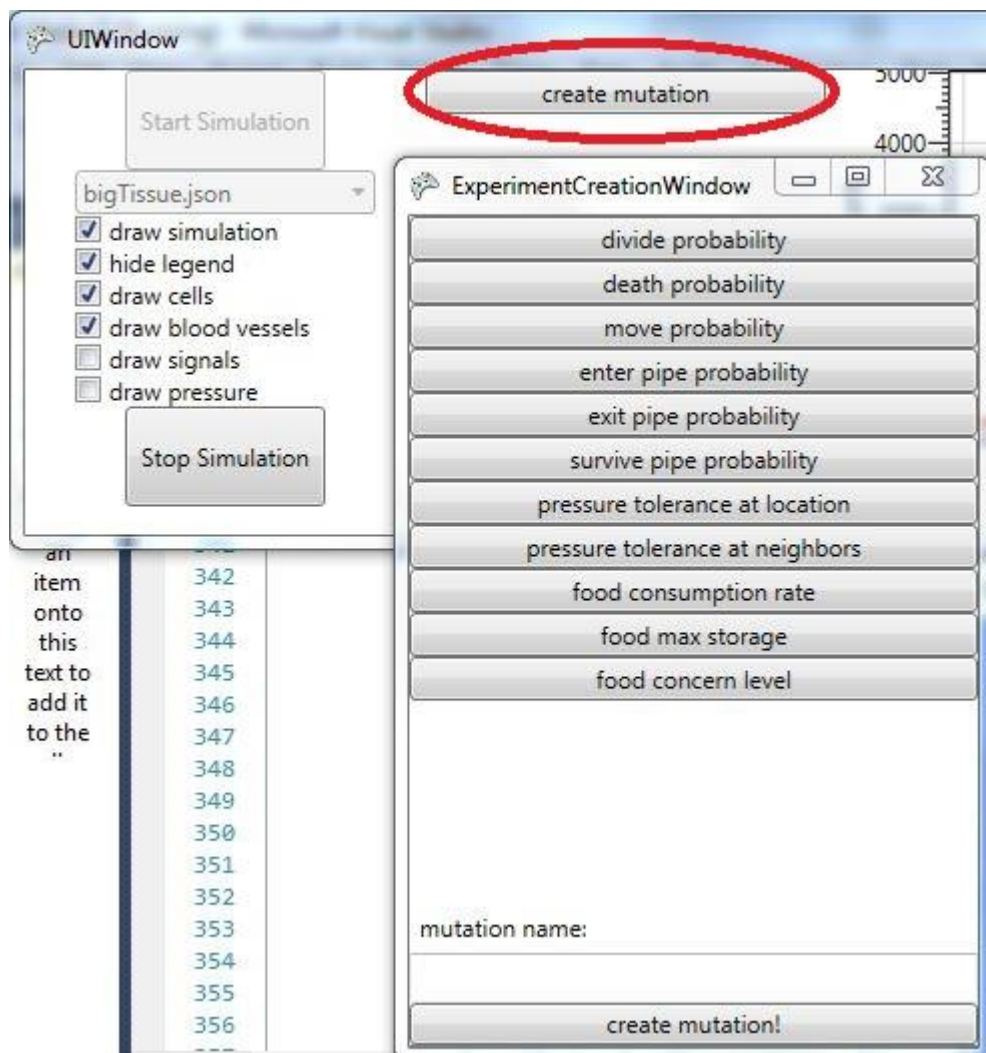 UIWindow
Start Simulation
bigTissue.json
draw simulation
hide legend
draw cells
draw blood vessels
draw signals
draw pressure
Stop Simulation
create mutation
5000
4000
ExperimentCreationWindow
divide probability
death probability
move probability
enter pipe probability
exit pipe probability
survive pipe probability
pressure tolerance at location
pressure tolerance at neighbors
food consumption rate
food max storage
food concern level
mutation name:
create mutation!
an
item
onto
this
text to
add it
to the
342
343
344
345
346
347
348
349
350
351
352
353
354
355
356